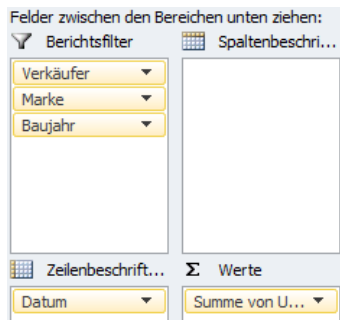 Felder zwischen den Bereichen unten ziehen:
Berichtsfilter
Spaltenbeschri...
Verkäufer
Marke
Baujahr
Zeilenbeschrift...
Σ Werte
Datum
Summe von U...